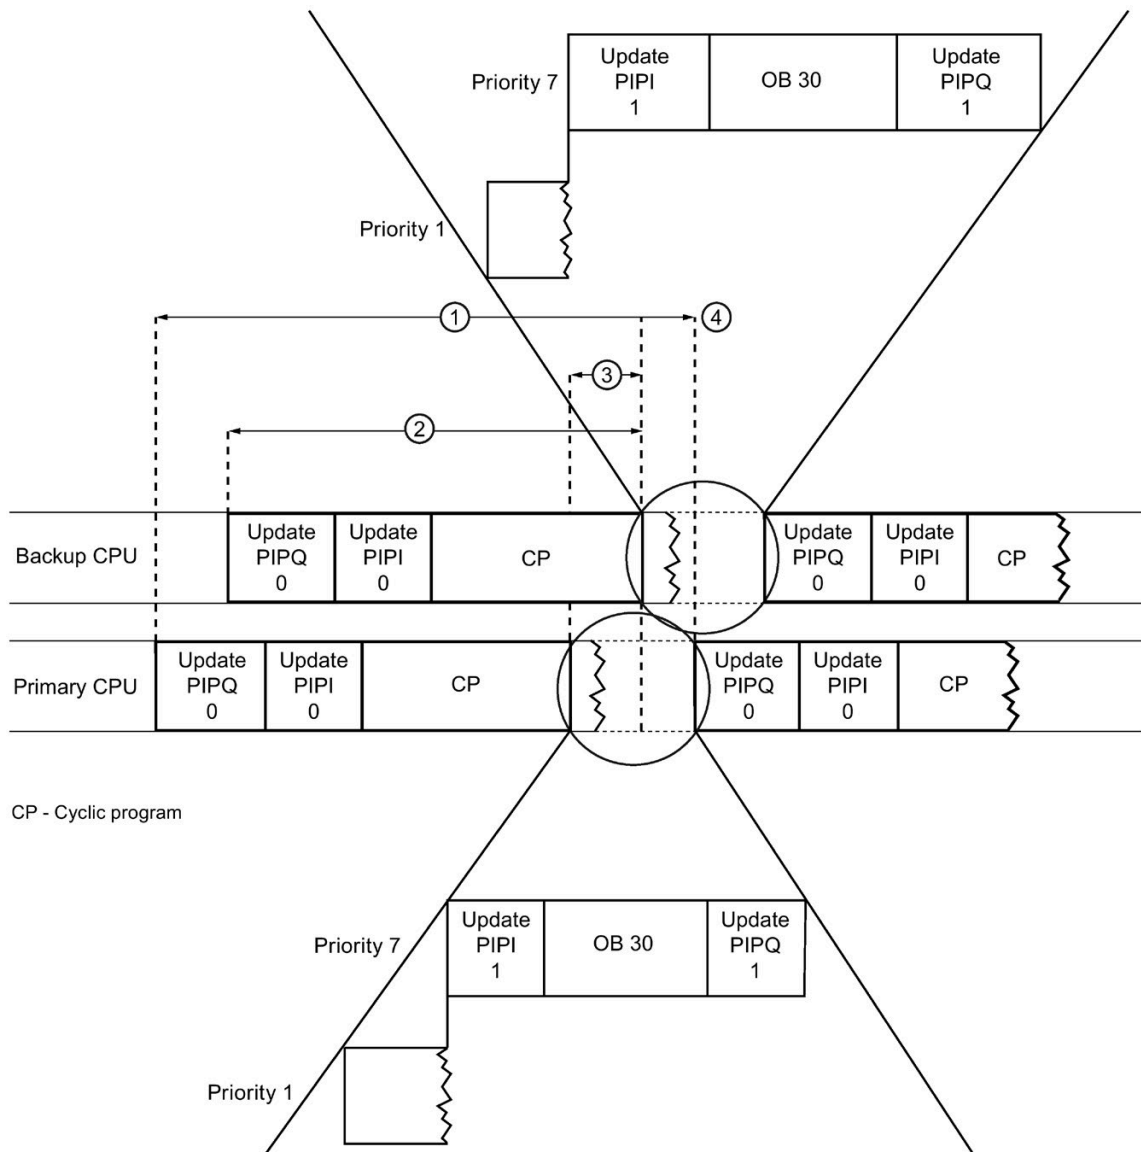 Priority 7
Update
PIPI
1
OB 30
Update
PIPQ
1
Priority 1
1
4
3
2
Backup CPU
Update
PIPQ
0
Update
PIPI
0
CP
Update
PIPQ
0
Update
PIPI
0
CP
Primary CPU
Update
PIPQ
0
Update
PIPI
0
CP
Update
PIPQ
0
Update
PIPI
0
CP
CP - Cyclic program
Priority 7
Update
PIPI
1
OB 30
Update
PIPQ
1
Priority 1